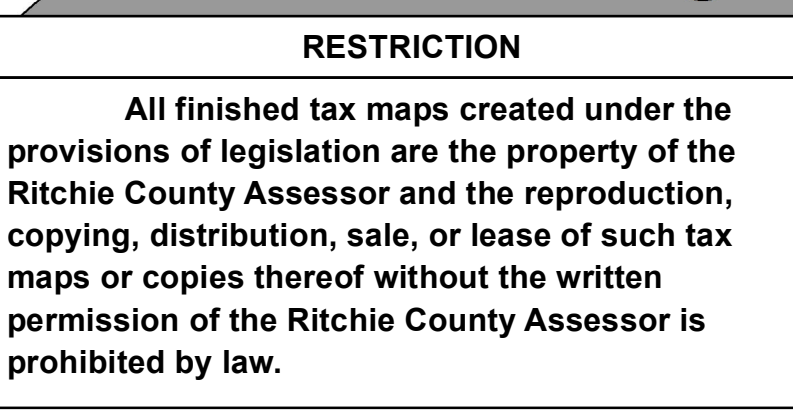 RESTRICTION
All finished tax maps created under the
provisions of legislation are the property of the
Ritchie County Assessor and the reproduction,
copying, distribution, sale, or lease of such tax
maps or copies thereof without the written
permission of the Ritchie County Assessor is
prohibited by law.